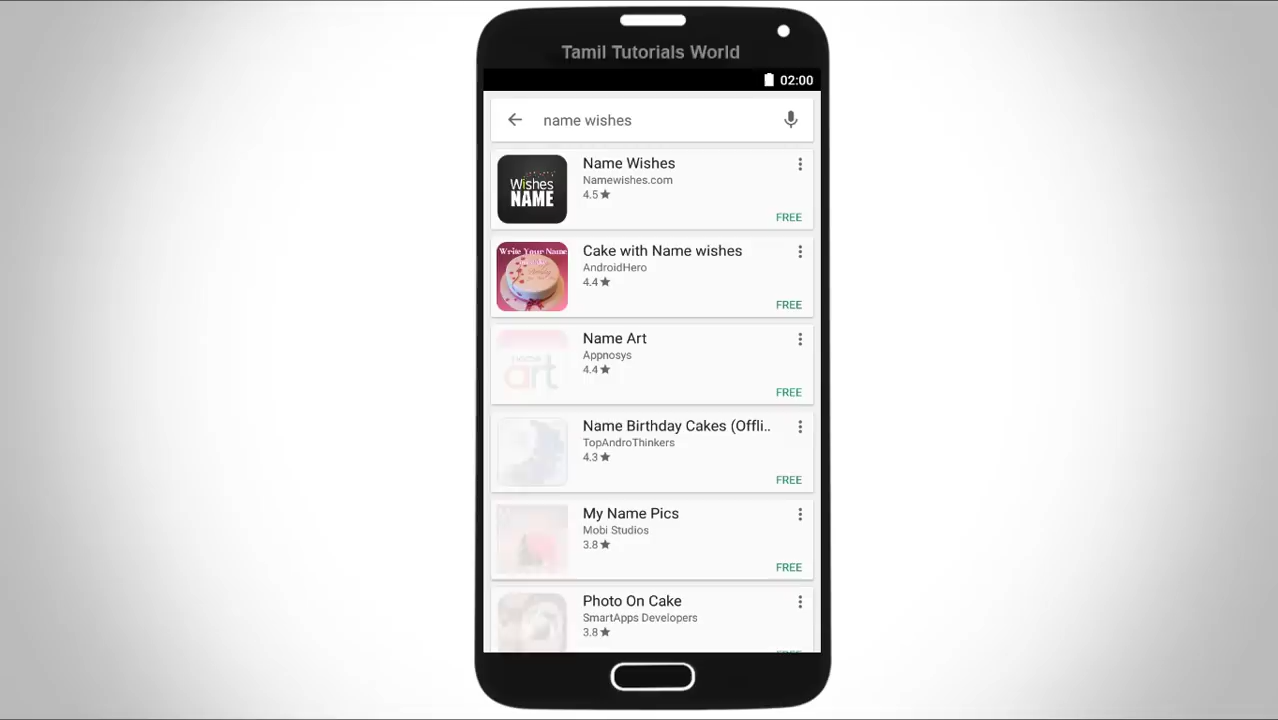 Tamil Tutorials World
02:00
name wishes
Wishes
NAME
Name Wishes
Namewishes.com
4.5★
FREE
Write Your Name
Cake with Name wishes
AndroidHero
4.4★
FREE
art
Name Art
Appnosys
4.4★
FREE
Name Birthday Cakes (Offli..
TopAndroThinkers
4.3★
FREE
My Name Pics
Mobi Studios
3.8★
FREE
Photo On Cake
SmartApps Developers
3.8★